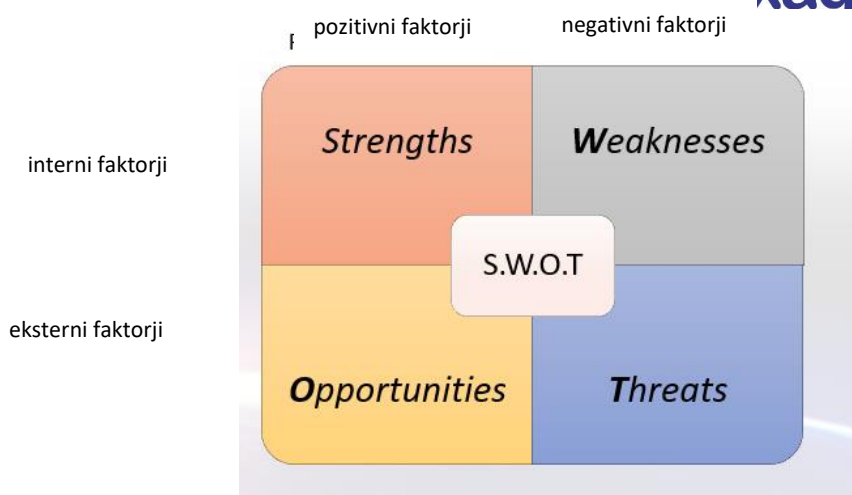 pozitivni faktorji negativni faktorji
Strengths Weaknesses
interni faktorji
S.W.O.T
eksterni faktorji
Opportunities Threats